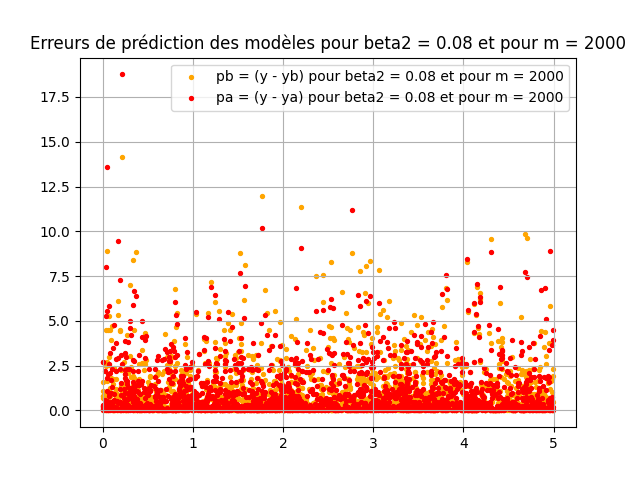 Erreurs de prédiction des modèles pour beta2 = 0.08 et pour m = 2000
pb = (y - yb) pour beta2 = 0.08 et pour m = 2000
pa = (y - ya) pour beta2 = 0.08 et pour m = 2000
17.5
15.0
12.5
10.0
7.5
5.0
2.5
0.0
0 1 2 3 4 5